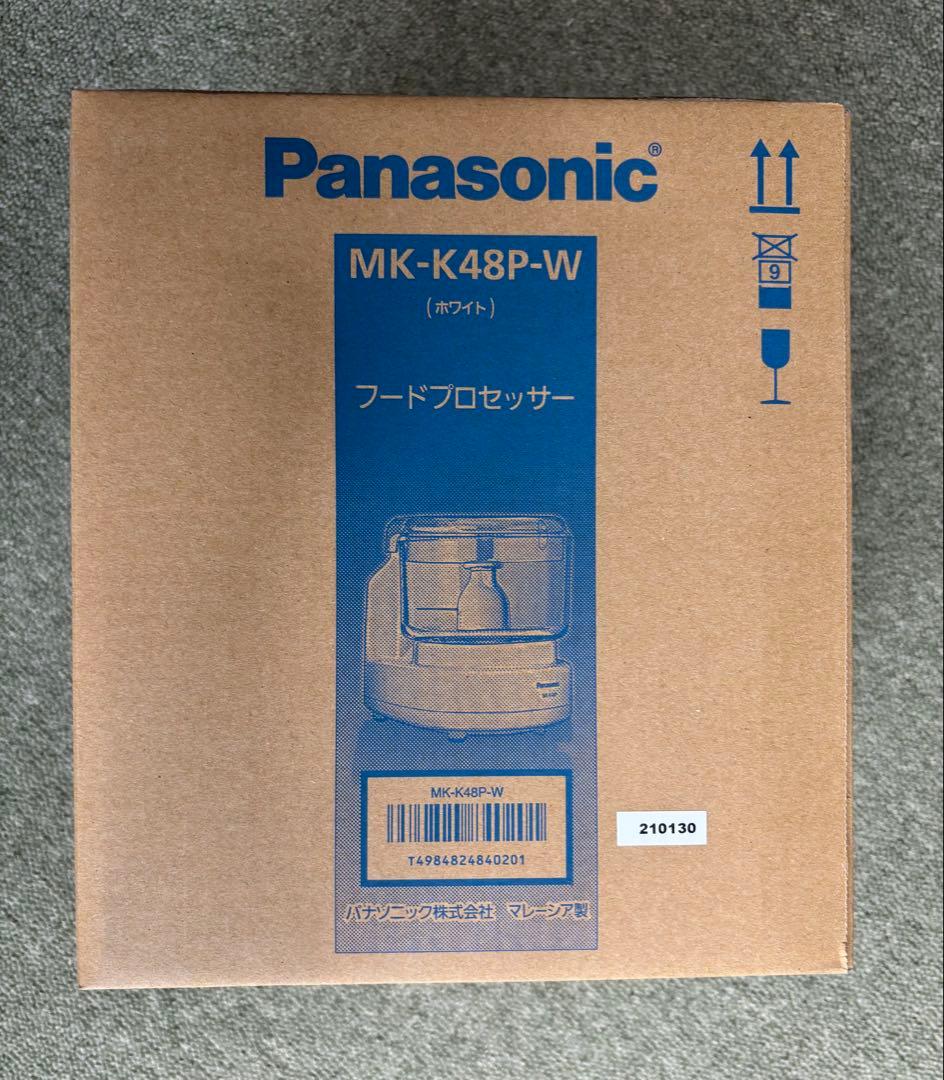 Panasonic®
MK-K48P-W
(ホワイト)
9
フードプロセッサー
Panasonic
MK-K48P-W
T4984824840201
210130
パナソニック株式会社 マレーシア製